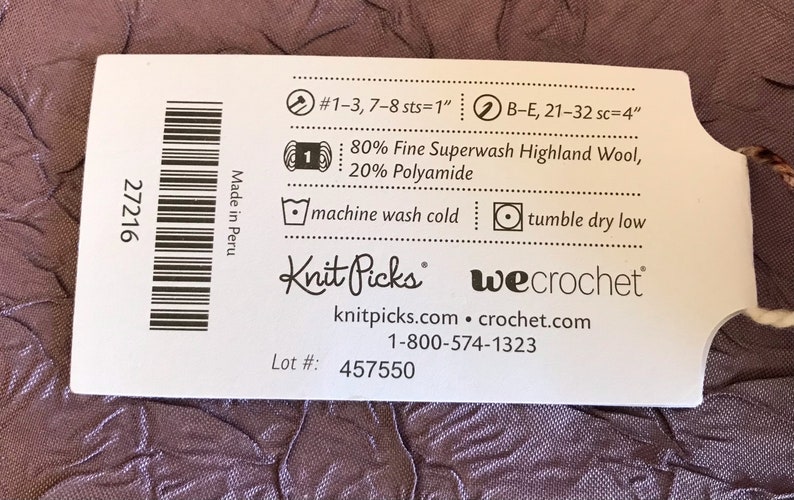 #1–3, 7–8 sts=1”
B–E, 21–32 sc=4”
1
80% Fine Superwash Highland Wool,
20% Polyamide
machine wash cold
tumble dry low
KnitPicks®
wecrochet®
knitpicks.com • crochet.com
1-800-574-1323
Lot #: 457550
Made in Peru
27216